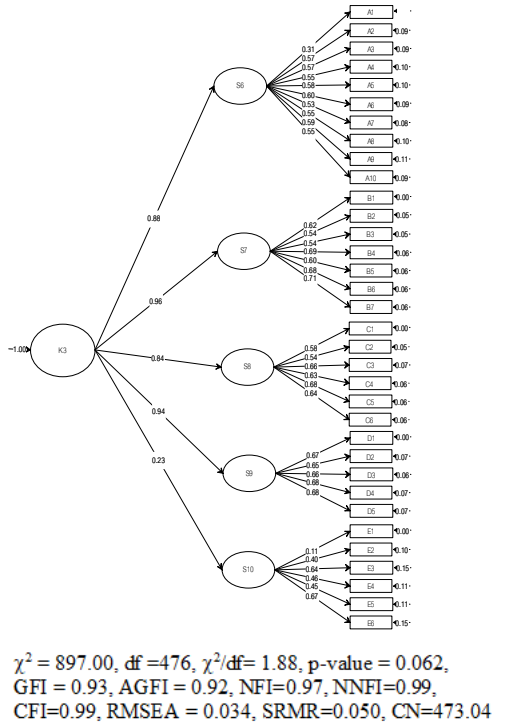 1.00
K3
0.88
0.96
0.84
0.94
0.23
S6
0.31
0.57
0.57
0.55
0.58
0.60
0.53
0.55
0.59
0.55
A1
A2 0.09
A3 0.09
A4 0.10
A5 0.10
A6 0.09
A7 0.08
A8 0.10
A9 0.11
A10 0.09
S7
0.62
0.54
0.54
0.69
0.60
0.68
0.71
B1 0.00
B2 0.05
B3 0.05
B4 0.06
B5 0.06
B6 0.06
B7 0.06
S8
0.58
0.54
0.66
0.63
0.68
0.64
C1 0.00
C2 0.05
C3 0.07
C4 0.06
C5 0.06
C6 0.06
S9
0.67
0.65
0.66
0.68
0.68
D1 0.00
D2 0.07
D3 0.06
D4 0.07
D5 0.07
S10
0.11
0.40
0.64
0.46
0.45
0.67
E1 0.00
E2 0.10
E3 0.15
E4 0.11
E5 0.11
E6 0.15
χ² = 897.00, df =476, χ²/df= 1.88, p-value = 0.062,
GFI = 0.93, AGFI = 0.92, NFI=0.97, NNFI=0.99,
CFI=0.99, RMSEA = 0.034, SRMR=0.050, CN=473.04